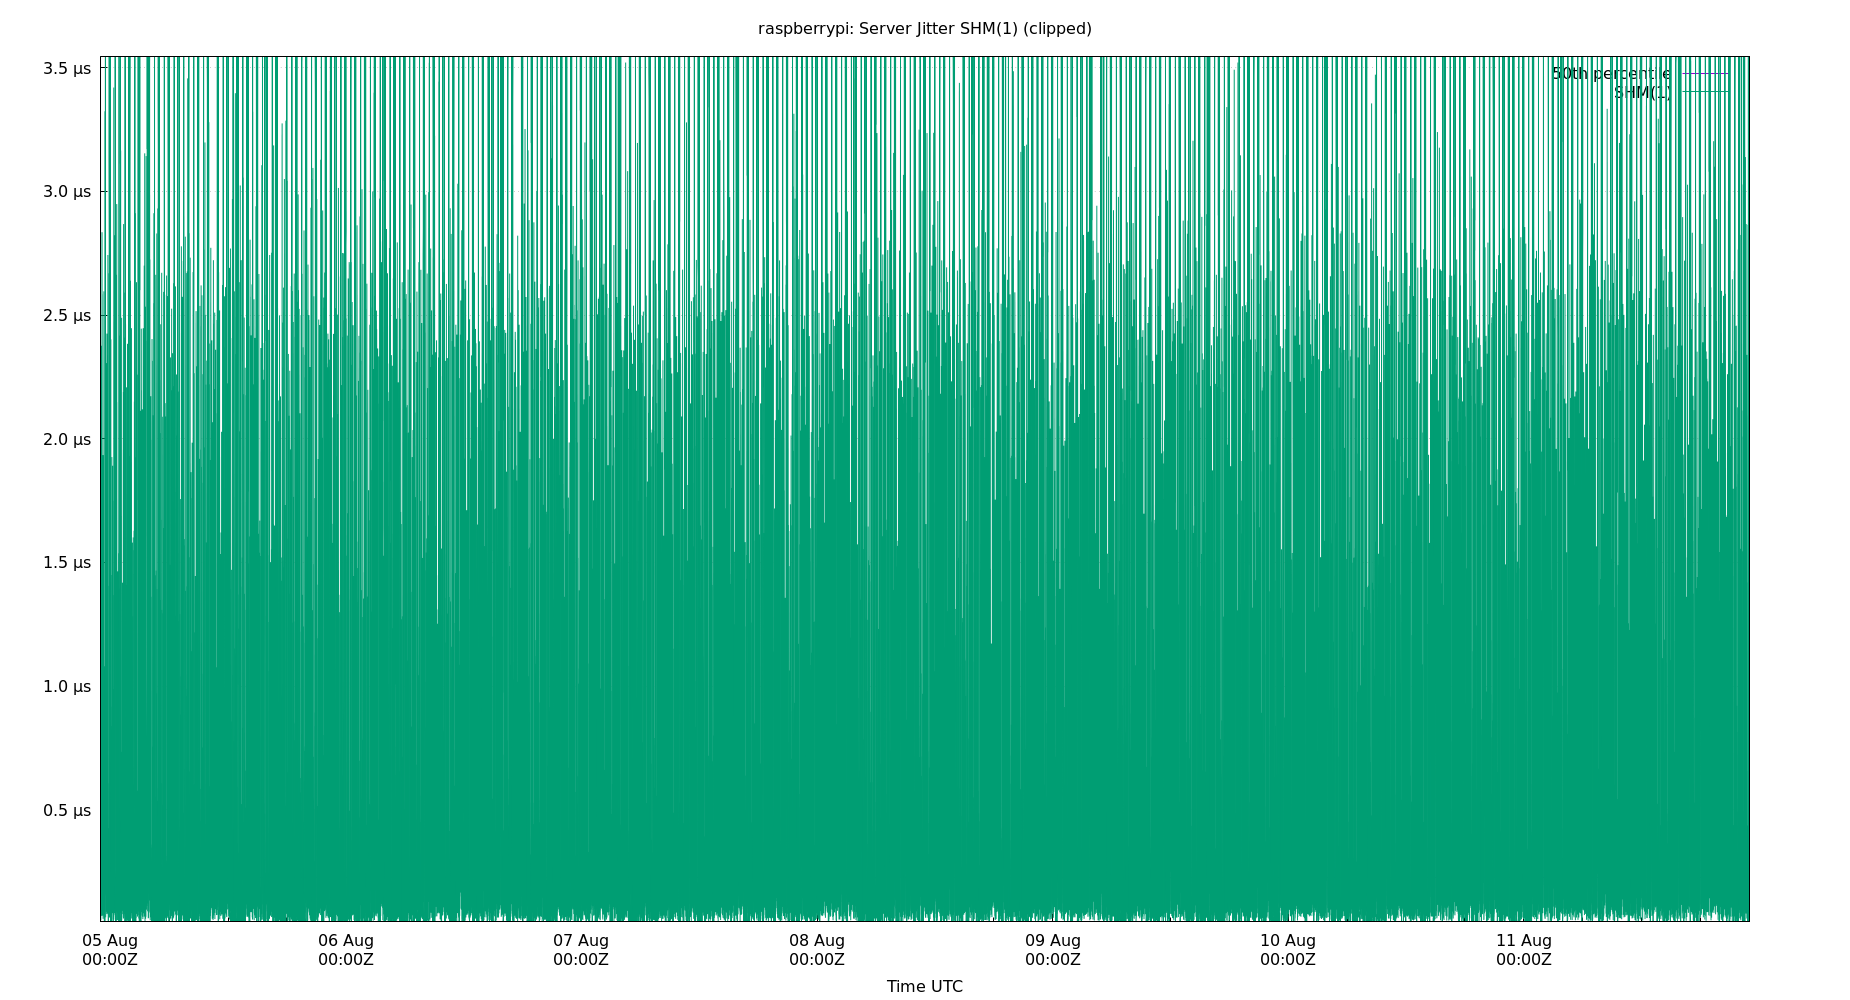 raspberrypi: Server Jitter SHM(1) (clipped)
3.5 µs
50th percentile
SHM(1)
3.0 µs
2.5 µs
2.0 µs
1.5 µs
1.0 µs
0.5 µs
05 Aug 06 Aug 07 Aug 08 Aug 09 Aug 10 Aug 11 Aug
00:00Z 00:00Z 00:00Z 00:00Z 00:00Z 00:00Z 00:00Z
Time UTC